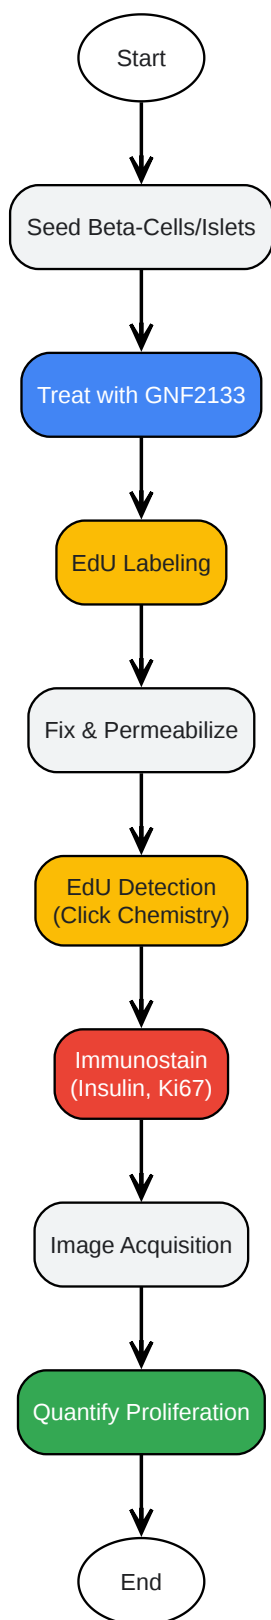 Start
Seed Beta-Cells/Islets
Treat with GNF2133
EdU Labeling
Fix & Permeabilize
EdU Detection
(Click Chemistry)
Immunostain
(Insulin, Ki67)
Image Acquisition
Quantify Proliferation
End